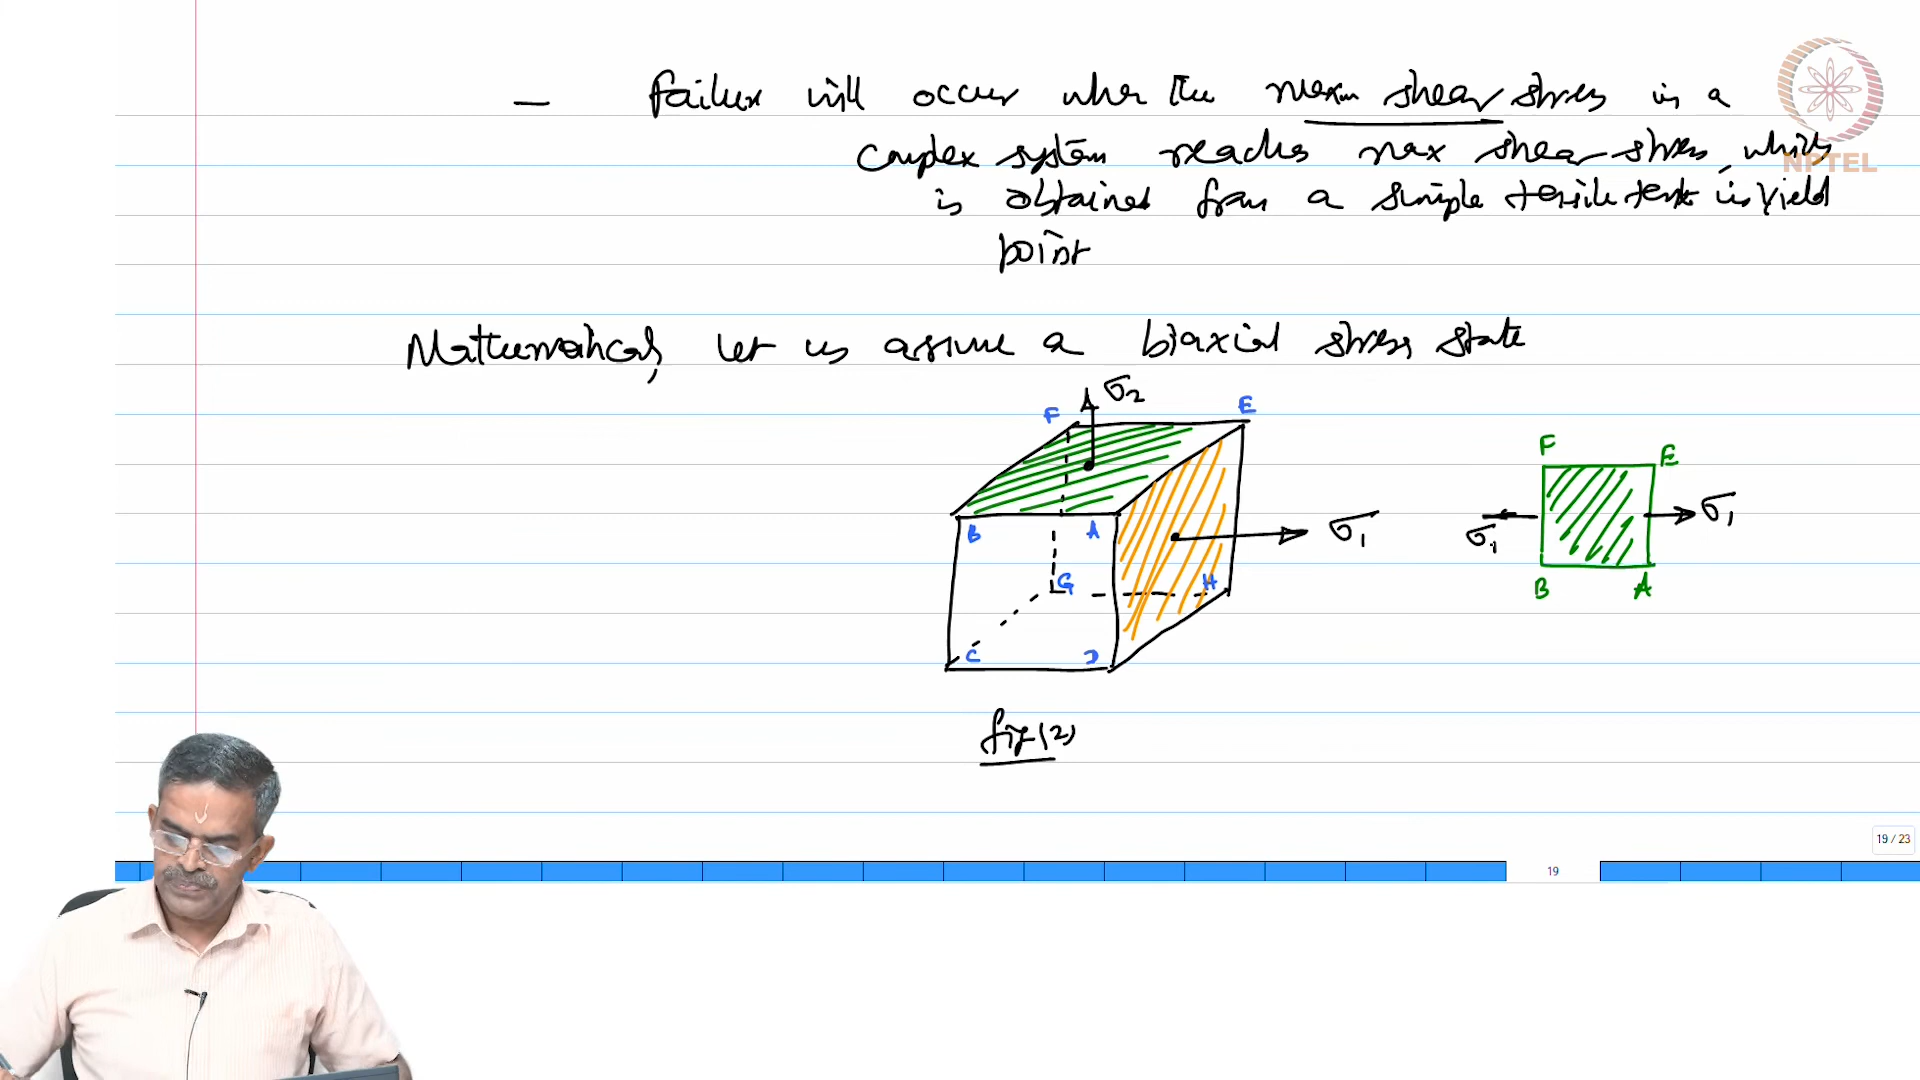 — failure will occur when the maxm shear stress in a
complex system reaches max shear stress which
is obtained from a simple tensile test in yield
point
NPTEL
Mathematically, let us assume a biaxial stress state
σ2
F E
B A
σ1
G H
C D
F E
σ1 σ1
B A
fig(2)
19 / 23
19